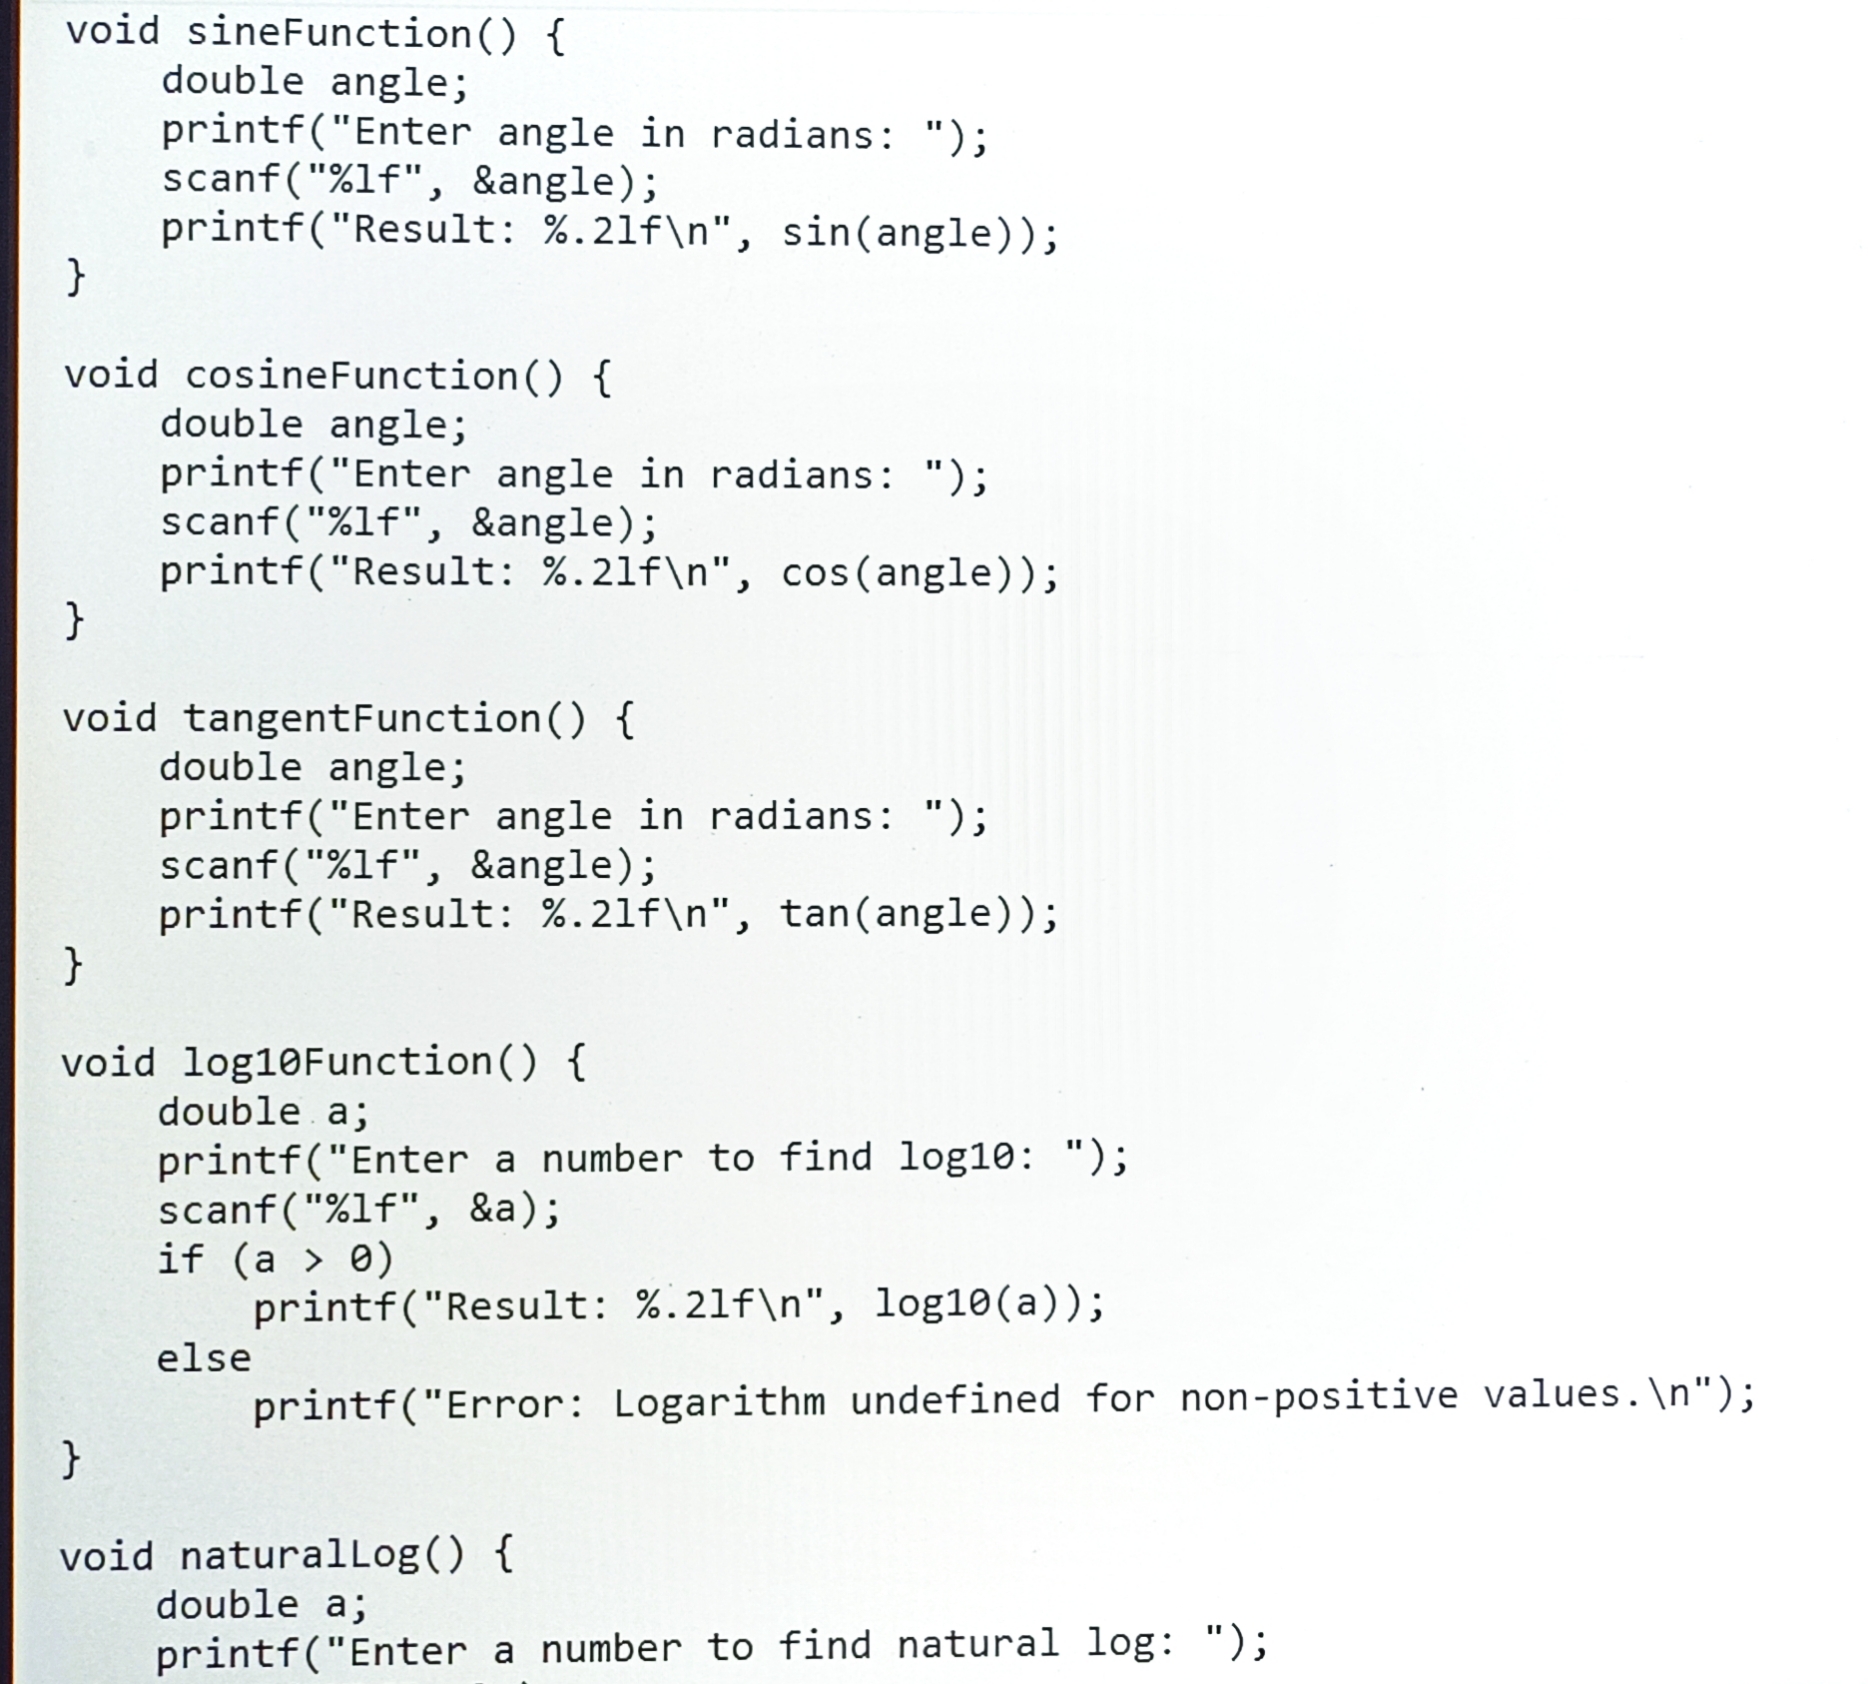 void sineFunction() {
    double angle;
    printf("Enter angle in radians: ");
    scanf("%lf", &angle);
    printf("Result: %.2lf\n", sin(angle));
}

void cosineFunction() {
    double angle;
    printf("Enter angle in radians: ");
    scanf("%lf", &angle);
    printf("Result: %.2lf\n", cos(angle));
}

void tangentFunction() {
    double angle;
    printf("Enter angle in radians: ");
    scanf("%lf", &angle);
    printf("Result: %.2lf\n", tan(angle));
}

void log10Function() {
    double a;
    printf("Enter a number to find log10: ");
    scanf("%lf", &a);
    if (a > 0)
        printf("Result: %.2lf\n", log10(a));
    else
        printf("Error: Logarithm undefined for non-positive values.\n");
}

void naturalLog() {
    double a;
    printf("Enter a number to find natural log: ");